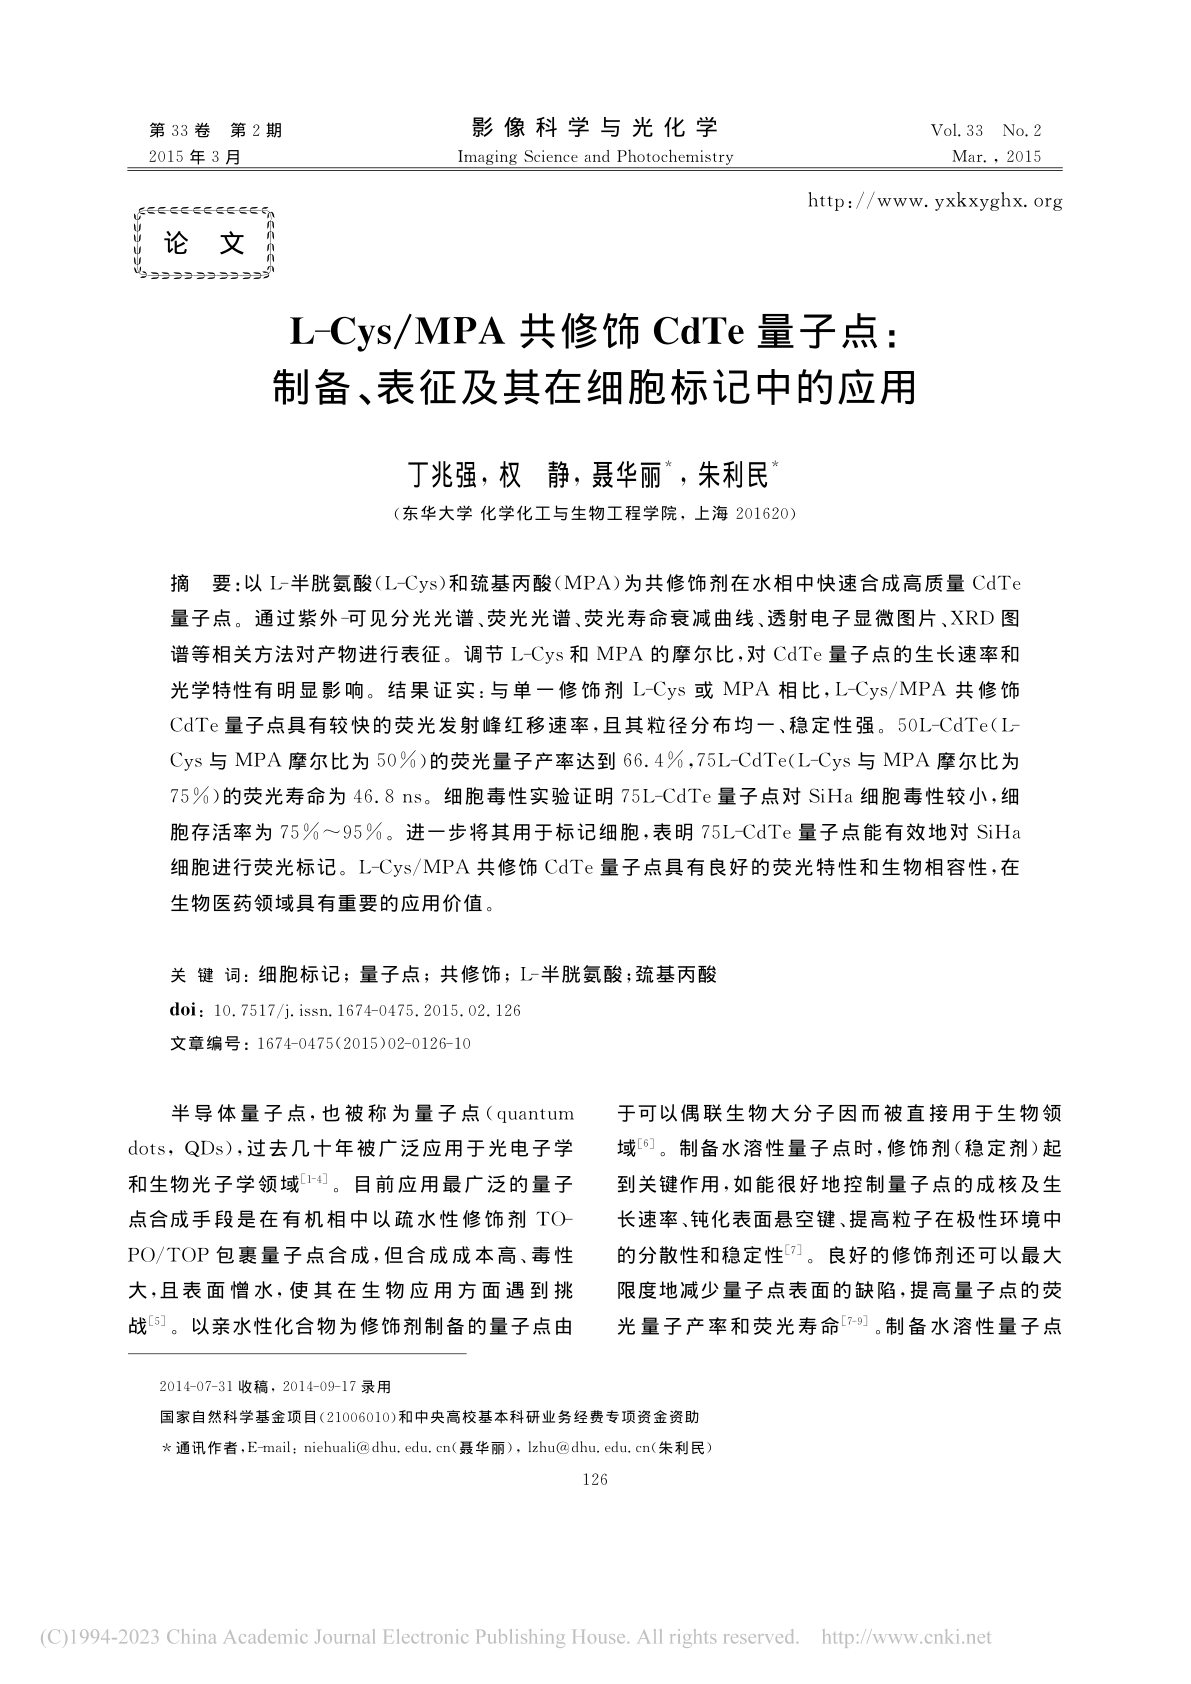 第 33 卷　第 2 期
影像科学与光化学
Vol. 33　No. 2
2015 年 3 月
Imaging Science and Photochemistry
Mar. , 2015
http://www. yxkxyghx. org
论 文
L-Cys/MPA 共修饰 CdTe 量子点:
制备、表征及其在细胞标记中的应用
丁兆强, 权　静, 聂华丽*, 朱利民*
(东华大学 化学化工与生物工程学院, 上海 201620)
摘　要:以 L-半胱氨酸(L-Cys)和巯基丙酸(MPA)为共修饰剂在水相中快速合成高质量 CdTe
量子点。通过紫外-可见分光光谱、荧光光谱、荧光寿命衰减曲线、透射电子显微图片、XRD 图
谱等相关方法对产物进行表征。调节 L-Cys 和 MPA 的摩尔比,对 CdTe 量子点的生长速率和
光学特性有明显影响。结果证实:与单一修饰剂 L-Cys 或 MPA 相比,L-Cys/MPA 共修饰
CdTe 量子点具有较快的荧光发射峰红移速率,且其粒径分布均一、稳定性强。50L-CdTe(L-
Cys 与 MPA 摩尔比为 50%)的荧光量子产率达到 66. 4%,75L-CdTe(L-Cys 与 MPA 摩尔比为
75%)的荧光寿命为 46. 8 ns。细胞毒性实验证明 75L-CdTe 量子点对 SiHa 细胞毒性较小,细
胞存活率为 75%~95%。进一步将其用于标记细胞,表明 75L-CdTe 量子点能有效地对 SiHa
细胞进行荧光标记。L-Cys/MPA 共修饰 CdTe 量子点具有良好的荧光特性和生物相容性,在
生物医药领域具有重要的应用价值。
关 键 词: 细胞标记; 量子点; 共修饰; L-半胱氨酸;巯基丙酸
doi: 10. 7517/j. issn. 1674-0475. 2015. 02. 126
文章编号: 1674-0475(2015)02-0126-10
半导体量子点,也被称为量子点(quantum
dots, QDs),过去几十年被广泛应用于光电子学
和生物光子学领域[1-4]。目前应用最广泛的量子
点合成手段是在有机相中以疏水性修饰剂 TO-
PO/TOP 包裹量子点合成,但合成成本高、毒性
大,且表面憎水,使其在生物应用方面遇到挑
战[5]。以亲水性化合物为修饰剂制备的量子点由
于可以偶联生物大分子因而被直接用于生物领
域[6]。制备水溶性量子点时,修饰剂(稳定剂)起
到关键作用,如能很好地控制量子点的成核及生
长速率、钝化表面悬空键、提高粒子在极性环境中
的分散性和稳定性[7]。良好的修饰剂还可以最大
限度地减少量子点表面的缺陷,提高量子点的荧
光量子产率和荧光寿命[7-9]。制备水溶性量子点
2014-07-31 收稿, 2014-09-17 录用
国家自然科学基金项目(21006010)和中央高校基本科研业务经费专项资金资助
*通讯作者,E-mail: niehuali@dhu. edu. cn(聂华丽), lzhu@dhu. edu. cn(朱利民)
126
(C)1994-2023 China Academic Journal Electronic Publishing House. All rights reserved. http://www.cnki.net